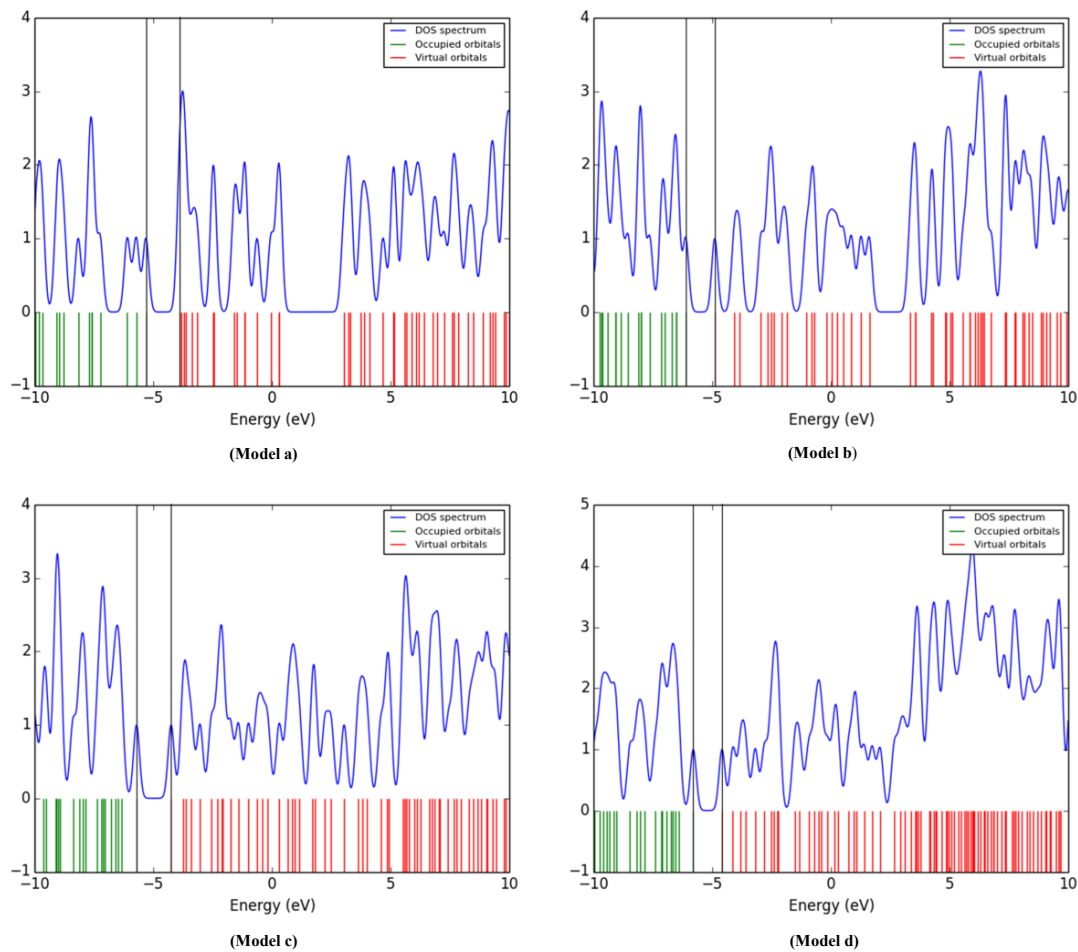 4
3
2
1
0
−1
−10
−5
0
5
10
Energy (eV)
DOS spectrum
Occupied orbitals
Virtual orbitals
(Model a)
4
3
2
1
0
−1
−10
−5
0
5
10
Energy (eV)
DOS spectrum
Occupied orbitals
Virtual orbitals
(Model b)
4
3
2
1
0
−1
−10
−5
0
5
10
Energy (eV)
DOS spectrum
Occupied orbitals
Virtual orbitals
(Model c)
5
4
3
2
1
0
−1
−10
−5
0
5
10
Energy (eV)
DOS spectrum
Occupied orbitals
Virtual orbitals
(Model d)